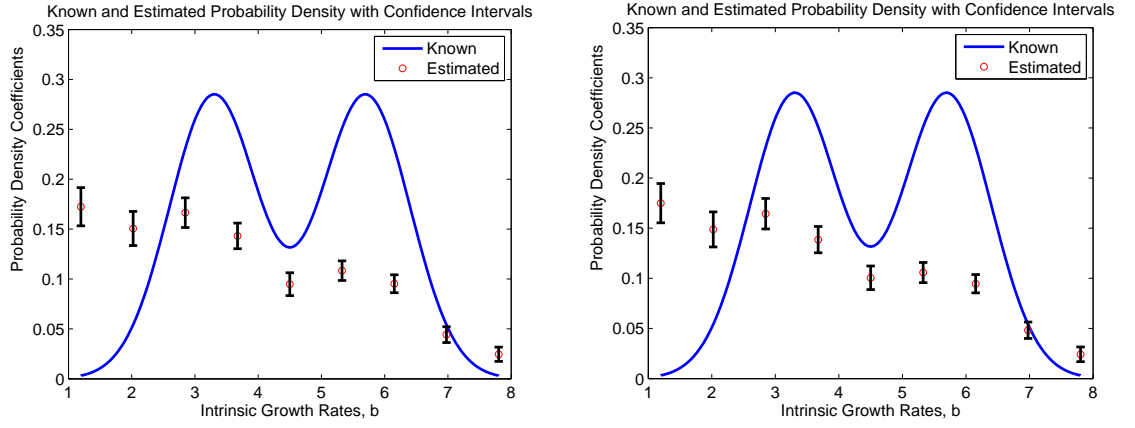 Known and Estimated Probability Density with Confidence Intervals
0.35
0.3
0.25
0.2
0.15
0.1
0.05
0
Probability Density Coefficients
Known
Estimated
1 2 3 4 5 6 7 8
Intrinsic Growth Rates, b
Known and Estimated Probability Density with Confidence Intervals
0.35
0.3
0.25
0.2
0.15
0.1
0.05
0
Probability Density Coefficients
Known
Estimated
1 2 3 4 5 6 7 8
Intrinsic Growth Rates, b